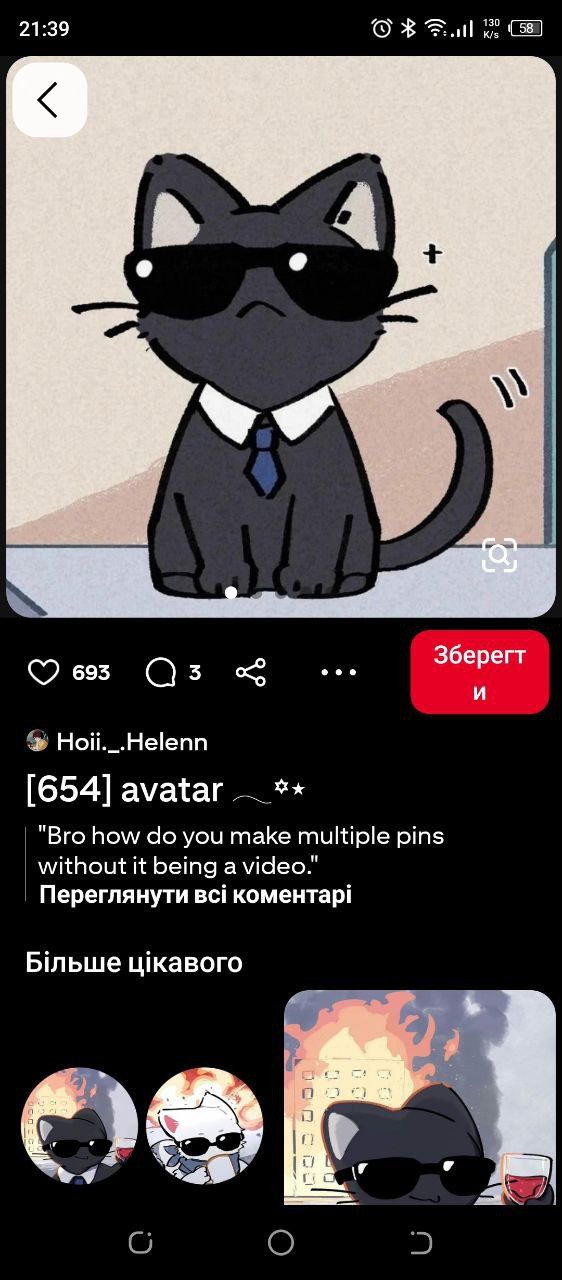 21:39
130
K/s
58
693
3
Зберегт
и
Hoii._.Helenn
[654] avatar ︵‿✡⋆
"Bro how do you make multiple pins
without it being a video."
Переглянути всі коментарі
Більше цікавого